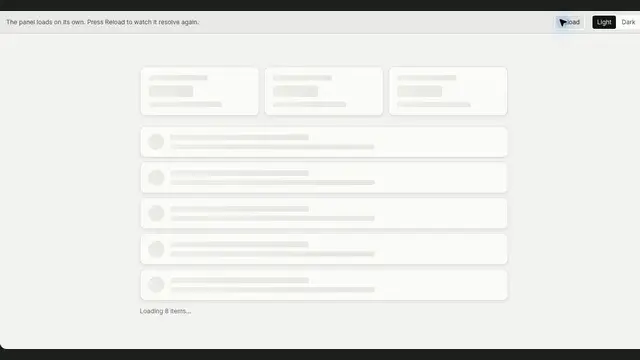 The panel loads on its own. Press Reload to watch it resolve again.
Light
Dark
Loading 8 items...